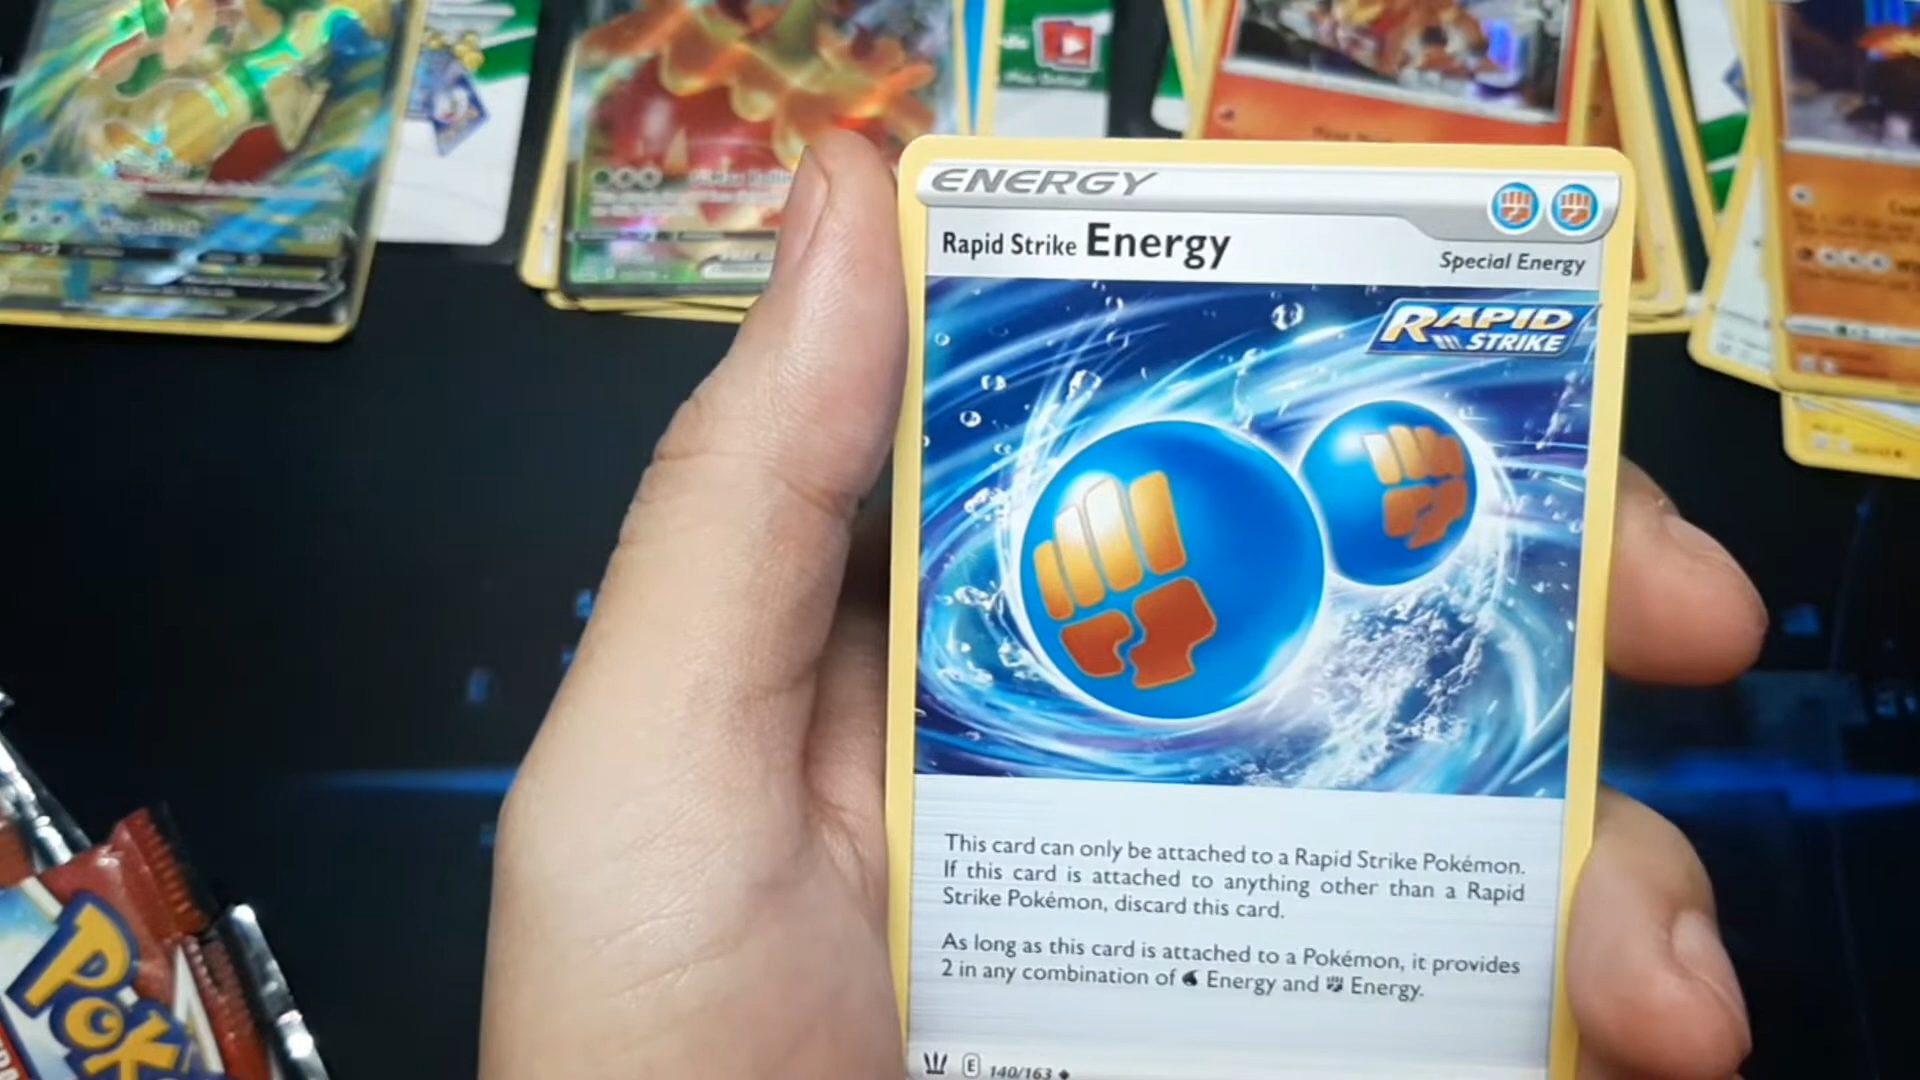 ENERGY
Rapid Strike Energy
Special Energy
RAPID
STRIKE
This card can only be attached to a Rapid Strike Pokémon.
If this card is attached to anything other than a Rapid
Strike Pokémon, discard this card.
As long as this card is attached to a Pokémon, it provides
2 in any combination of Energy and Energy.
E 140/163
POK